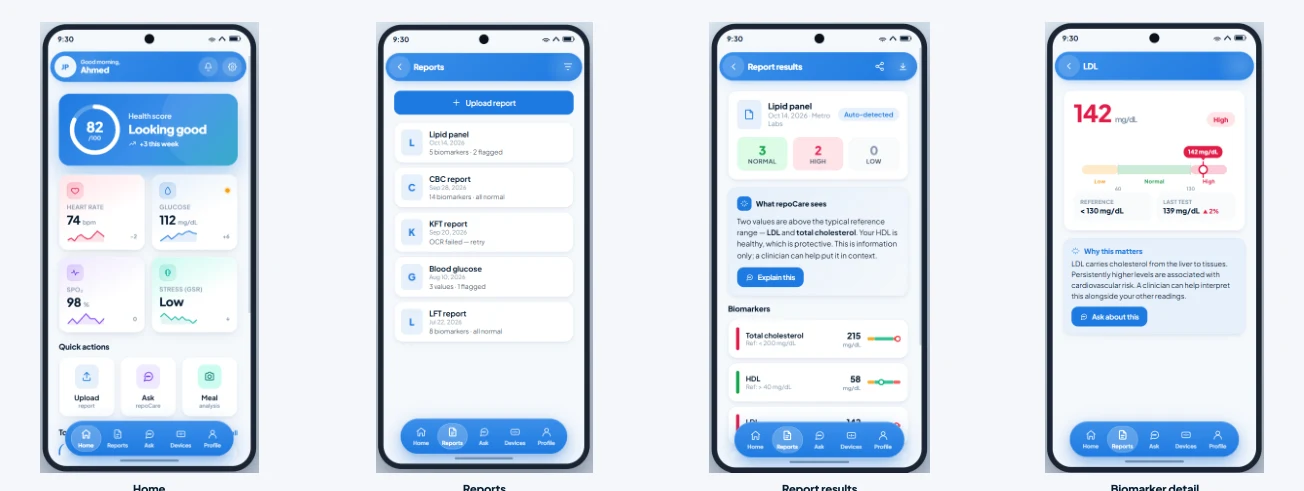 9:30
JP
Good morning,
Ahmed
82
/100
Health score
Looking good
+3 this week
HEART RATE
74 bpm
-2
GLUCOSE
112 mg/dL
+6
SPO₂
98 %
0
STRESS (GSR)
Low
Quick actions
Upload
report
Ask
repoCare
Meal
analysis
Home
Reports
Ask
Devices
Profile
Home
9:30
Reports
+ Upload report
L
Lipid panel
Oct 14, 2026
5 biomarkers · 2 flagged
C
CBC report
Sep 28, 2026
14 biomarkers · all normal
K
KFT report
Sep 20, 2026
OCR failed — retry
G
Blood glucose
Aug 10, 2026
3 values · 1 flagged
L
LFT report
Jul 22, 2026
8 biomarkers · all normal
Home
Reports
Ask
Devices
Profile
Reports
9:30
Report results
Lipid panel
Oct 14, 2026 · Metro
Labs
Auto-detected
3
NORMAL
2
HIGH
0
LOW
What repoCare sees
Two values are above the typical reference
range — LDL and total cholesterol. Your HDL is
healthy, which is protective. This is information
only; a clinician can help put it in context.
Explain this
Biomarkers
Total cholesterol
Ref: < 200 mg/dL
215
mg/dL
HDL
Ref: > 40 mg/dL
58
mg/dL
LDL
142
Home
Reports
Ask
Devices
Profile
Report results
9:30
LDL
142 mg/dL
High
142 mg/dL
Low
Normal
High
40
130
REFERENCE
< 130 mg/dL
LAST TEST
139 mg/dL ▲ 2%
Why this matters
LDL carries cholesterol from the liver to tissues.
Persistently higher levels are associated with
cardiovascular risk. A clinician can help interpret
this alongside your other readings.
Ask about this
Home
Reports
Ask
Devices
Profile
Biomarker detail